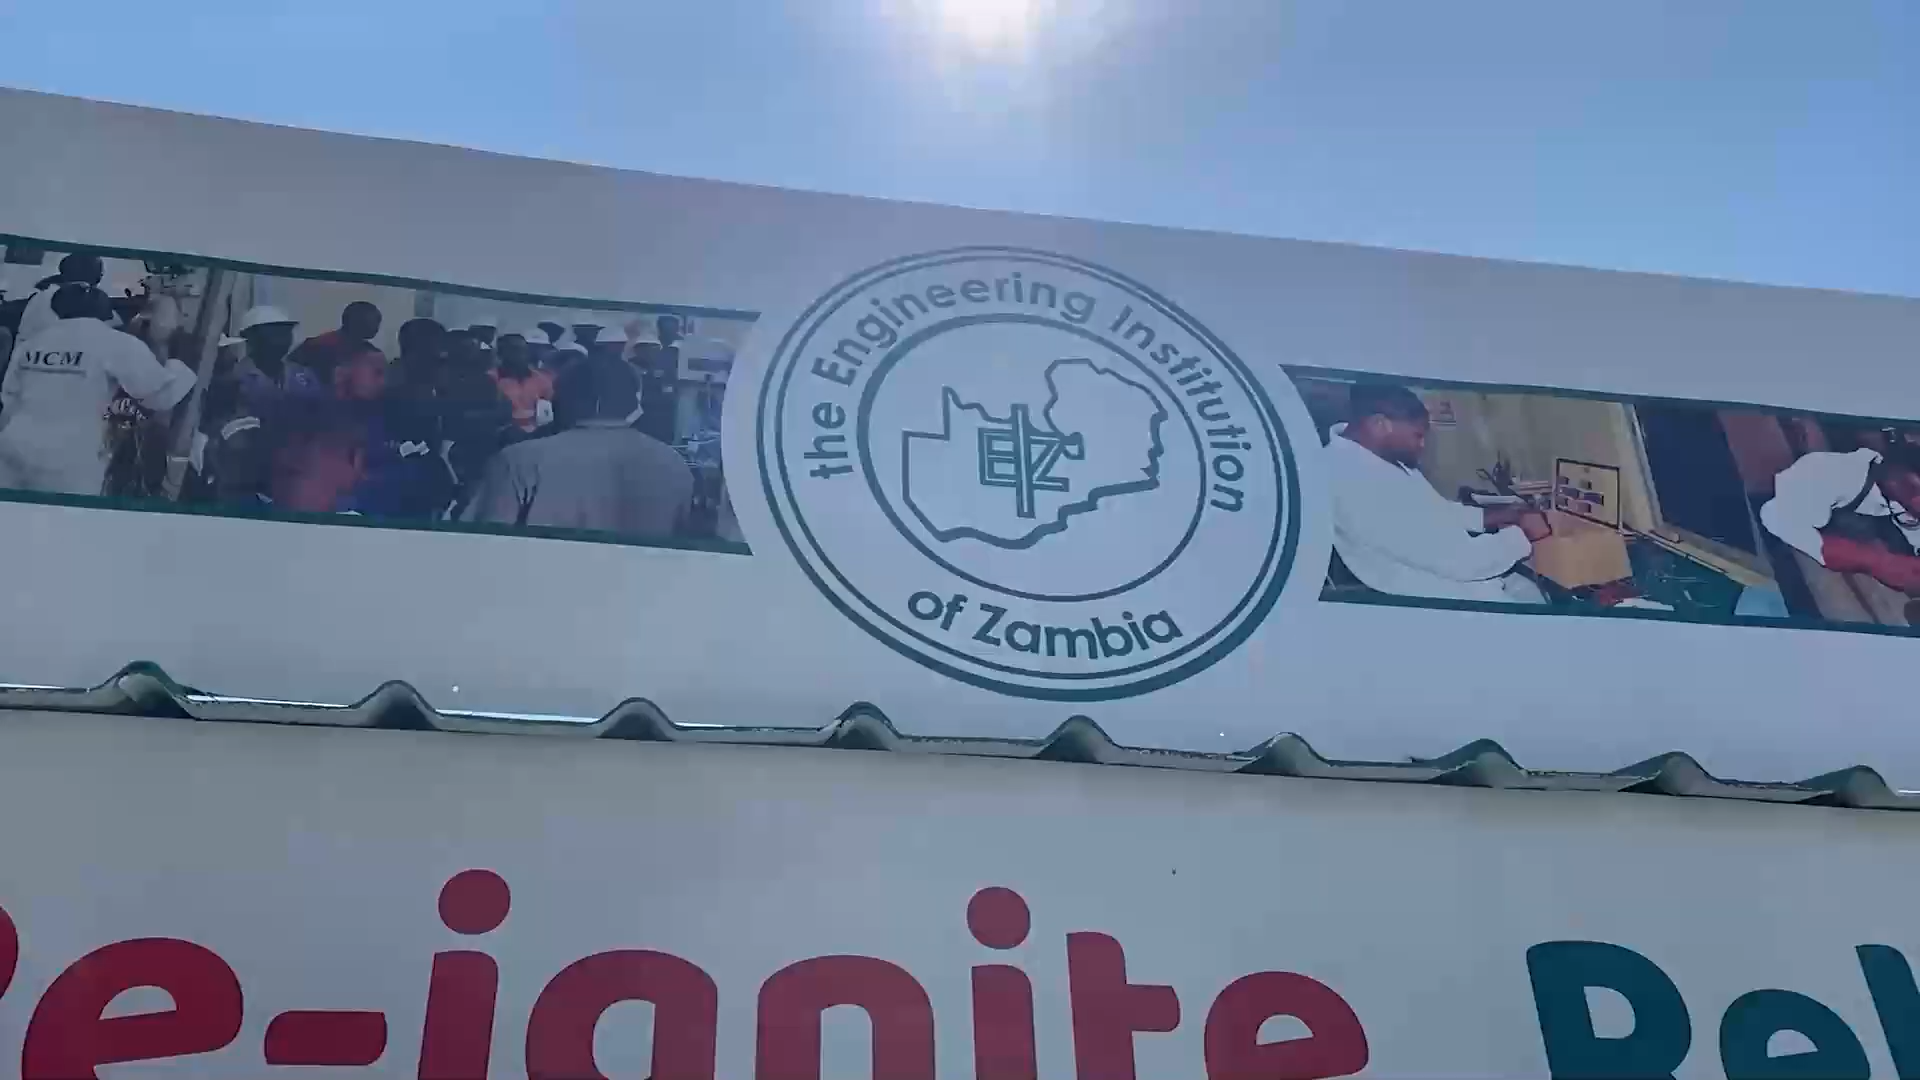 the Engineering Institution
of Zambia
EIZ
MCM
Re-ignite